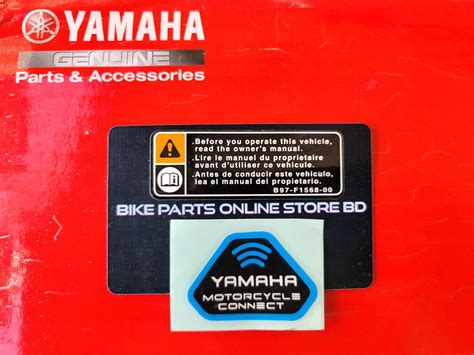 YAMAHA
GENUINE
Parts & Accessories
.Before you operate this vehicle,
read the owner's manual.
.Lire le manuel du proprietaire
avant d'utiliser ce vehicule.
.Antes de conducir este vehiculo,
lea el manual del propietario.
B97-F1568-00
BIKE PARTS ONLINE STORE BD
YAMAHA
MOTORCYCLE
CONNECT